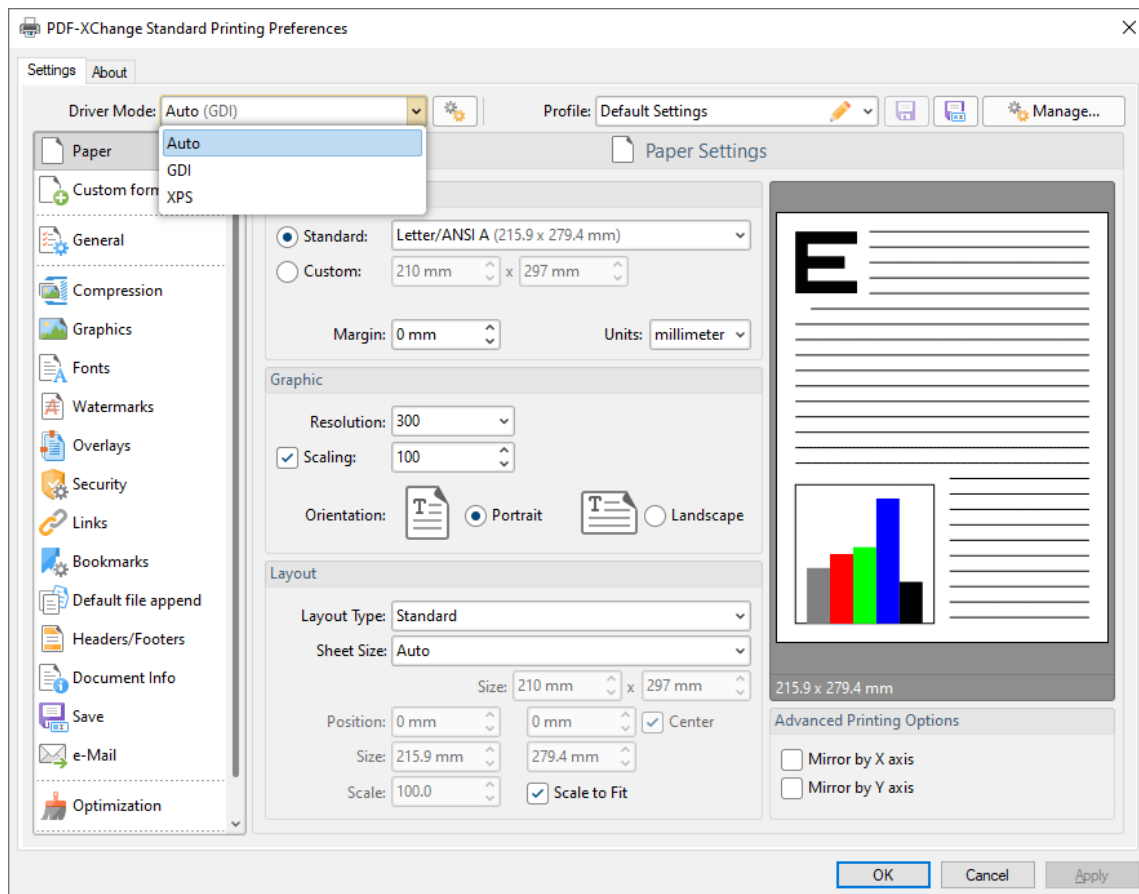 PDF-XChange Standard Printing Preferences
Settings About
Driver Mode: Auto (GDI) Profile: Default Settings Manage...
Auto
GDI
XPS
Paper
Custom form
General
Compression
Graphics
Fonts
Watermarks
Overlays
Security
Links
Bookmarks
Default file append
Headers/Footers
Document Info
Save
e-Mail
Optimization
Paper Settings
Standard: Letter/ANSI A (215.9 x 279.4 mm)
Custom: 210 mm x 297 mm
Margin: 0 mm Units: millimeter
Graphic
Resolution: 300
Scaling: 100
Orientation: T Portrait T Landscape
Layout
Layout Type: Standard
Sheet Size: Auto
Size: 210 mm x 297 mm
Position: 0 mm 0 mm Center
Size: 215.9 mm 279.4 mm
Scale: 100.0 Scale to Fit
E
215.9 x 279.4 mm
Advanced Printing Options
Mirror by X axis
Mirror by Y axis
OK Cancel Apply